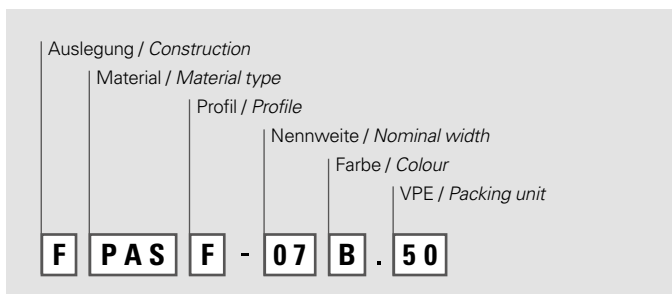 Auslegung / Construction
Material / Material type
Profil / Profile
Nennweite / Nominal width
Farbe / Colour
VPE / Packing unit
F PAS F - 07 B . 50